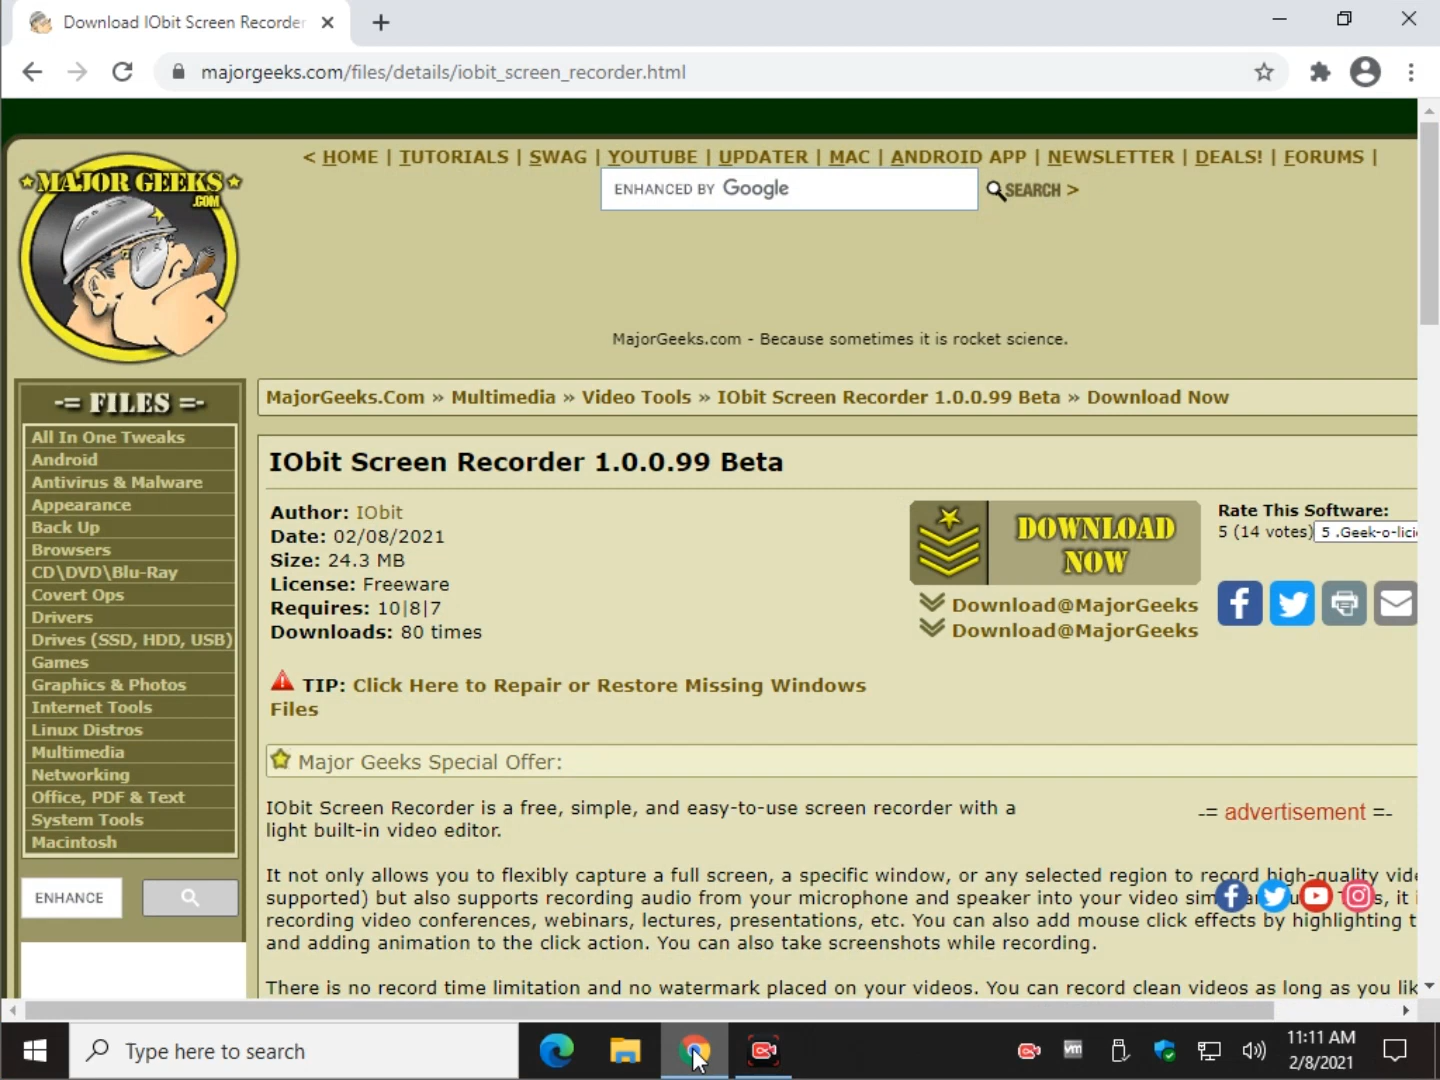 Download IObit Screen Recorder
majorgeeks.com/files/details/iobit_screen_recorder.html
MAJOR GEEKS
.COM
< HOME | TUTORIALS | SWAG | YOUTUBE | UPDATER | MAC | ANDROID APP | NEWSLETTER | DEALS! | FORUMS |
ENHANCED BY Google
SEARCH >
MajorGeeks.com - Because sometimes it is rocket science.
-= FILES =-
All In One Tweaks
Android
Antivirus & Malware
Appearance
Back Up
Browsers
CD\DVD\Blu-Ray
Covert Ops
Drivers
Drives (SSD, HDD, USB)
Games
Graphics & Photos
Internet Tools
Linux Distros
Multimedia
Networking
Office, PDF & Text
System Tools
Macintosh
ENHANCE
MajorGeeks.Com » Multimedia » Video Tools » IObit Screen Recorder 1.0.0.99 Beta » Download Now
IObit Screen Recorder 1.0.0.99 Beta
Author: IObit
Date: 02/08/2021
Size: 24.3 MB
License: Freeware
Requires: 10|8|7
Downloads: 80 times
DOWNLOAD
NOW
Download@MajorGeeks
Download@MajorGeeks
Rate This Software:
5 (14 votes) 5 .Geek-o-lici
TIP: Click Here to Repair or Restore Missing Windows
Files
Major Geeks Special Offer:
IObit Screen Recorder is a free, simple, and easy-to-use screen recorder with a
light built-in video editor.
-= advertisement =-
It not only allows you to flexibly capture a full screen, a specific window, or any selected region to record high-quality vide
supported) but also supports recording audio from your microphone and speaker into your video
recording video conferences, webinars, lectures, presentations, etc. You can also add mouse click effects by highlighting t
and adding animation to the click action. You can also take screenshots while recording.
There is no record time limitation and no watermark placed on your videos. You can record clean videos as long as you lik
Type here to search
vm
11:11 AM
2/8/2021